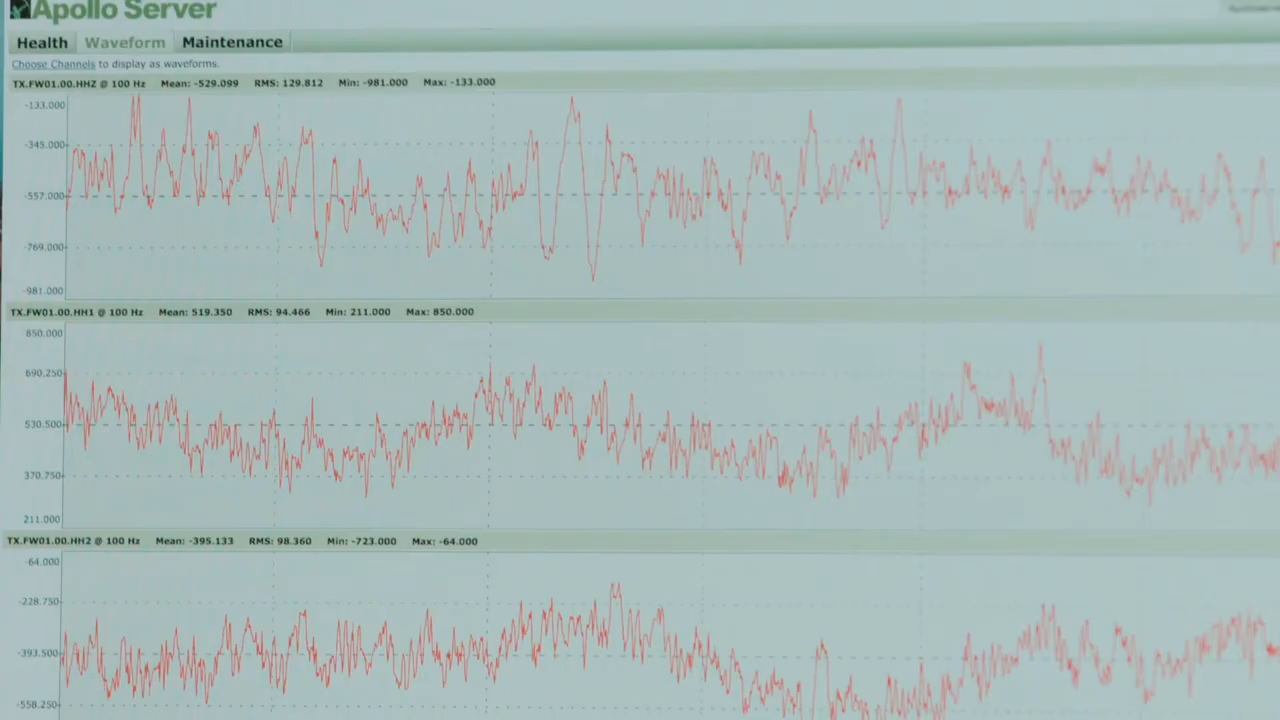 Apollo Server
Health Waveform Maintenance
Choose Channels to display as waveforms.
TX.FW01.00.HHZ @ 100 Hz Mean: -529.099 RMS: 129.812 Min: -981.000 Max: -133.000
-133.000
-345.000
-557.000
-769.000
-981.000
TX.FW01.00.HH1 @ 100 Hz Mean: 519.350 RMS: 94.466 Min: 211.000 Max: 850.000
850.000
690.250
530.500
370.750
211.000
TX.FW01.00.HH2 @ 100 Hz Mean: -395.133 RMS: 98.360 Min: -723.000 Max: -64.000
-64.000
-228.750
-393.500
-558.250